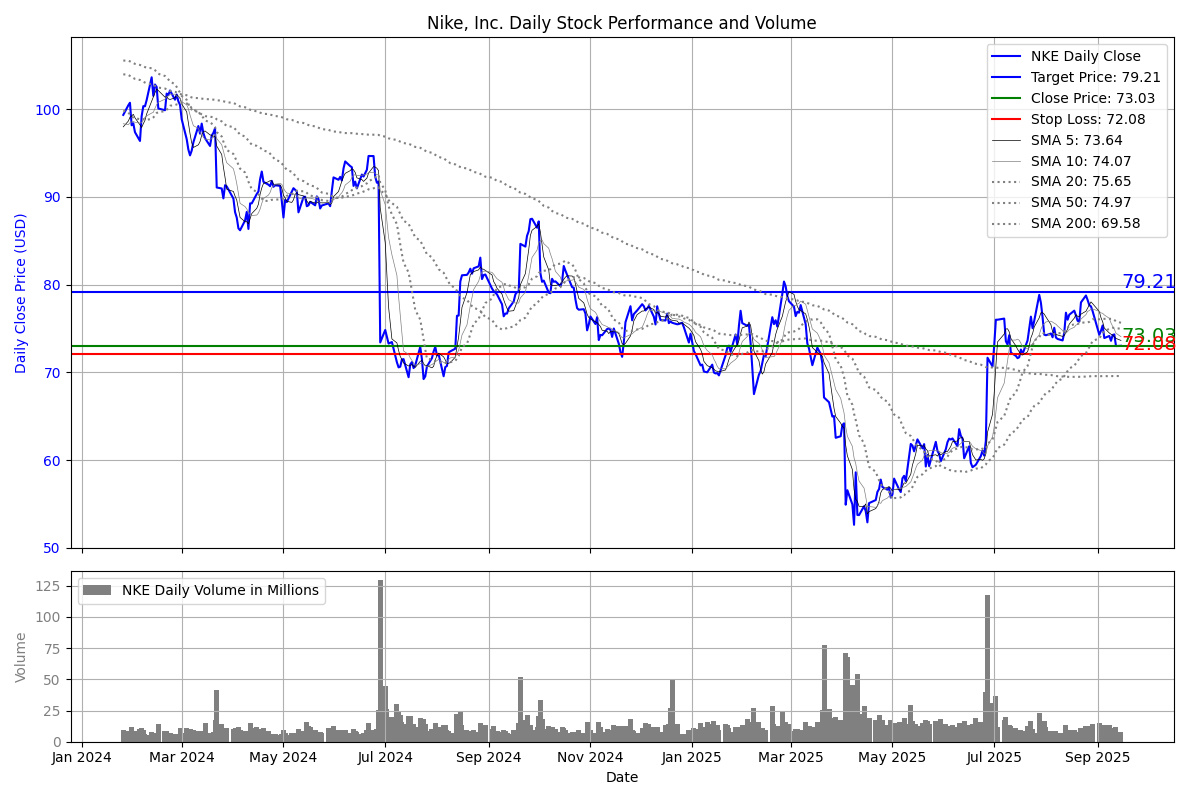 Nike, Inc. Daily Stock Performance and Volume
Daily Close Price (USD)
100
90
80
70
60
50
NKE Daily Close
Target Price: 79.21
Close Price: 73.03
Stop Loss: 72.08
SMA 5: 73.64
SMA 10: 74.07
SMA 20: 75.65
SMA 50: 74.97
SMA 200: 69.58
79.21
73.03
72.08
Volume
125
100
75
50
25
0
NKE Daily Volume in Millions
Jan 2024 Mar 2024 May 2024 Jul 2024 Sep 2024 Nov 2024 Jan 2025 Mar 2025 May 2025 Jul 2025 Sep 2025
Date